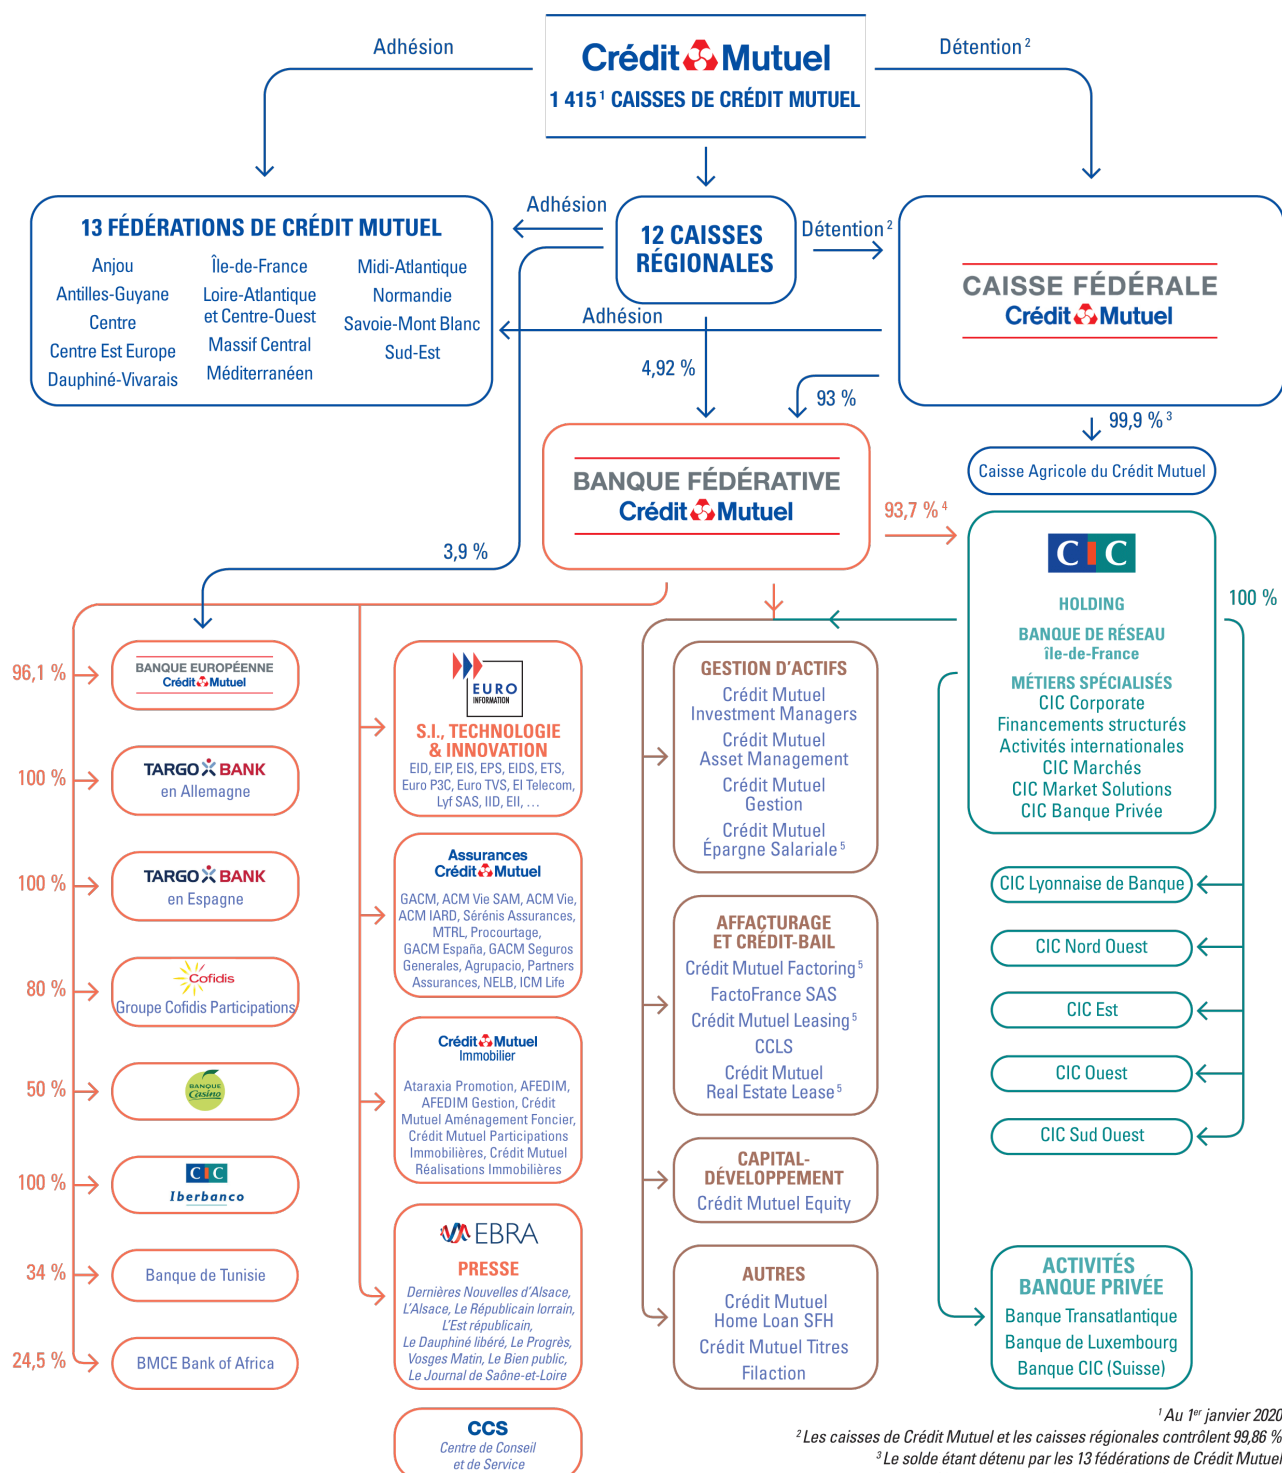 Adhésion
Crédit Mutuel
1 415¹ CAISSES DE CRÉDIT MUTUEL
Détention²
13 FÉDÉRATIONS DE CRÉDIT MUTUEL
Anjou
Antilles-Guyane
Centre
Centre Est Europe
Dauphiné-Vivarais
Île-de-France
Loire-Atlantique
et Centre-Ouest
Massif Central
Méditerranéen
Midi-Atlantique
Normandie
Savoie-Mont Blanc
Sud-Est
Adhésion
12 CAISSES
RÉGIONALES
Détention²
CAISSE FÉDÉRALE
Crédit Mutuel
Adhésion
4,92 %
93 %
99,9 %³
Caisse Agricole du Crédit Mutuel
BANQUE FÉDÉRATIVE
Crédit Mutuel
93,7 %⁴
3,9 %
CIC
HOLDING
BANQUE DE RÉSEAU
île-de-France
MÉTIERS SPÉCIALISÉS
CIC Corporate
Financements structurés
Activités internationales
CIC Marchés
CIC Market Solutions
CIC Banque Privée
100 %
96,1 %
BANQUE EUROPÉENNE
Crédit Mutuel
100 %
TARGO BANK
en Allemagne
100 %
TARGO BANK
en Espagne
80 %
Cofidis
Groupe Cofidis Participations
50 %
BANQUE
Casino
100 %
CIC
Iberbanco
34 %
Banque de Tunisie
24,5 %
BMCE Bank of Africa
EURO
INFORMATION
S.I., TECHNOLOGIE
& INNOVATION
EID, EIP, EIS, EPS, EIDS, ETS,
Euro P3C, Euro TVS, EI Telecom,
Lyf SAS, IID, EII, …
Assurances
Crédit Mutuel
GACM, ACM Vie SAM, ACM Vie,
ACM IARD, Sérénis Assurances,
MTRL, Procourtage,
GACM España, GACM Seguros
Generales, Agrupacio, Partners
Assurances, NELB, ICM Life
Crédit Mutuel
Immobilier
Ataraxia Promotion, AFEDIM,
AFEDIM Gestion, Crédit
Mutuel Aménagement Foncier,
Crédit Mutuel Participations
Immobilières, Crédit Mutuel
Réalisations Immobilières
EBRA
PRESSE
Dernières Nouvelles d'Alsace,
L'Alsace, Le Républicain lorrain,
L'Est républicain,
Le Dauphiné libéré, Le Progrès,
Vosges Matin, Le Bien public,
Le Journal de Saône-et-Loire
CCS
Centre de Conseil
et de Service
GESTION D'ACTIFS
Crédit Mutuel
Investment Managers
Crédit Mutuel
Asset Management
Crédit Mutuel
Gestion
Crédit Mutuel
Épargne Salariale⁵
AFFACTURAGE
ET CRÉDIT-BAIL
Crédit Mutuel Factoring⁵
FactoFrance SAS
Crédit Mutuel Leasing⁵
CCLS
Crédit Mutuel
Real Estate Lease⁵
CAPITAL-
DÉVELOPPEMENT
Crédit Mutuel Equity
AUTRES
Crédit Mutuel
Home Loan SFH
Crédit Mutuel Titres
Filaction
CIC Lyonnaise de Banque
CIC Nord Ouest
CIC Est
CIC Ouest
CIC Sud Ouest
ACTIVITÉS
BANQUE PRIVÉE
Banque Transatlantique
Banque de Luxembourg
Banque CIC (Suisse)
¹ Au 1er janvier 2020
² Les caisses de Crédit Mutuel et les caisses régionales contrôlent 99,86 %
³ Le solde étant détenu par les 13 fédérations de Crédit Mutuel